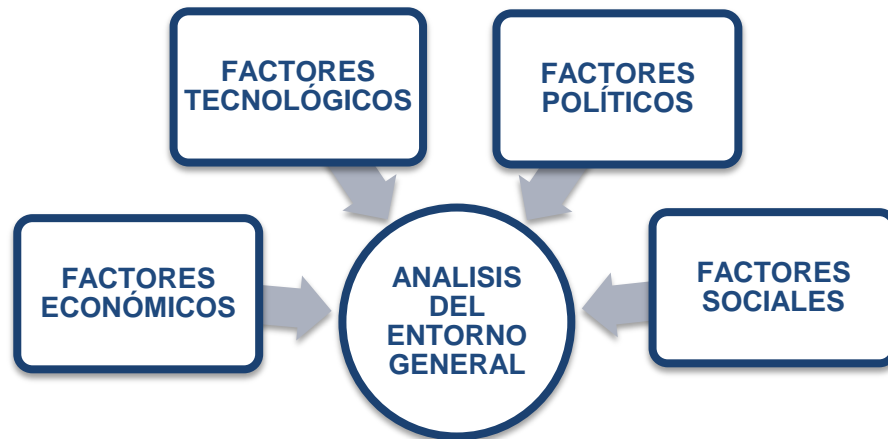 FACTORES
TECNOLÓGICOS
FACTORES
POLÍTICOS
FACTORES
ECONÓMICOS
ANALISIS
DEL
ENTORNO
GENERAL
FACTORES
SOCIALES